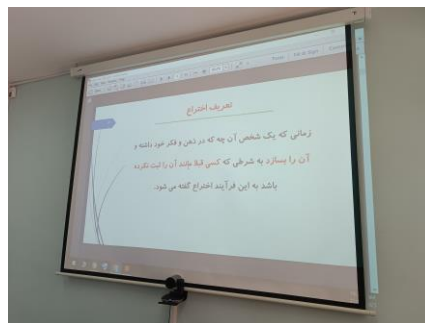 تعریف اختراع
زمانی که یک شخص آن چه که در ذهن و فکر خود داشته و
آن را بسازد به شرطی که کسی قبلا مانند آن را ثبت نکرده
باشد به این فرآیند اختراع گفته می شود.